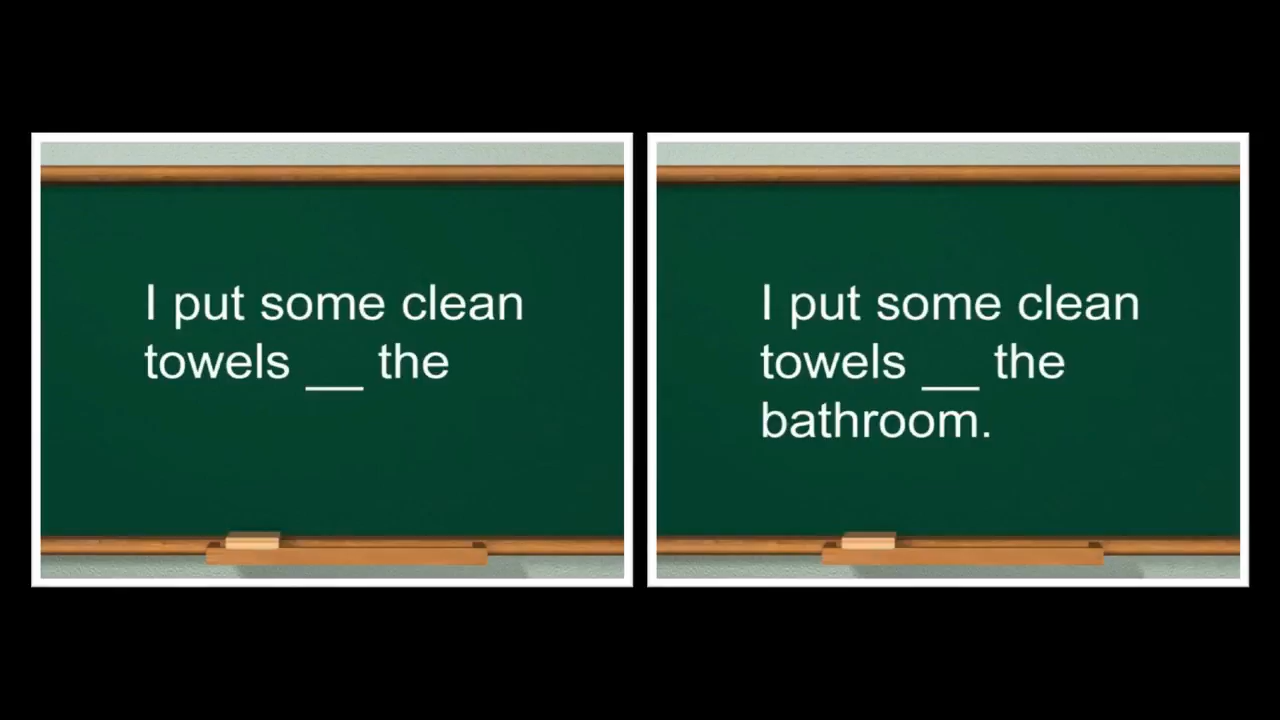 I put some clean
towels __ the
I put some clean
towels __ the
bathroom.